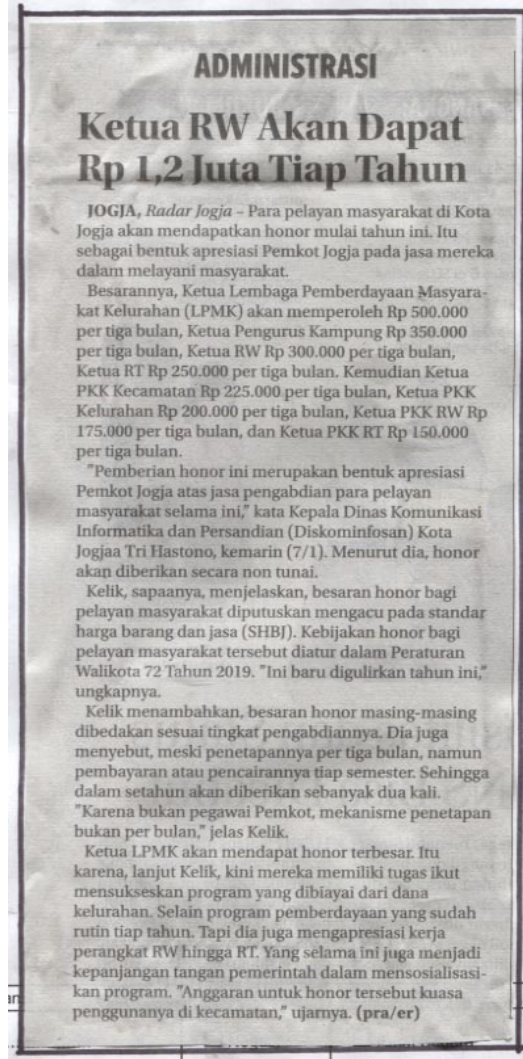 ADMINISTRASI
Ketua RW Akan Dapat
Rp 1,2 Juta Tiap Tahun
JOGJA, Radar Jogja – Para pelayan masyarakat di Kota
Jogja akan mendapatkan honor mulai tahun ini. Itu
sebagai bentuk apresiasi Pemkot Jogja pada jasa mereka
dalam melayani masyarakat.
Besarannya, Ketua Lembaga Pemberdayaan Masyara-
kat Kelurahan (LPMK) akan memperoleh Rp 500.000
per tiga bulan, Ketua Pengurus Kampung Rp 350.000
per tiga bulan, Ketua RW Rp 300.000 per tiga bulan,
Ketua RT Rp 250.000 per tiga bulan. Kemudian Ketua
PKK Kecamatan Rp 225.000 per tiga bulan, Ketua PKK
Kelurahan Rp 200.000 per tiga bulan, Ketua PKK RW Rp
175.000 per tiga bulan, dan Ketua PKK RT Rp 150.000
per tiga bulan.
"Pemberian honor ini merupakan bentuk apresiasi
Pemkot Jogja atas jasa pengabdian para pelayan
masyarakat selama ini," kata Kepala Dinas Komunikasi
Informatika dan Persandian (Diskominfosan) Kota
Jogjaa Tri Hastono, kemarin (7/1). Menurut dia, honor
akan diberikan secara non tunai.
Kelik, sapaanya, menjelaskan, besaran honor bagi
pelayan masyarakat diputuskan mengacu pada standar
harga barang dan jasa (SHBJ). Kebijakan honor bagi
pelayan masyarakat tersebut diatur dalam Peraturan
Walikota 72 Tahun 2019. "Ini baru digulirkan tahun ini,"
ungkapnya.
Kelik menambahkan, besaran honor masing-masing
dibedakan sesuai tingkat pengabdiannya. Dia juga
menyebut, meski penetapannya per tiga bulan, namun
pembayaran atau pencairannya tiap semester. Sehingga
dalam setahun akan diberikan sebanyak dua kali.
"Karena bukan pegawai Pemkot, mekanisme penetapan
bukan per bulan," jelas Kelik.
Ketua LPMK akan mendapat honor terbesar. Itu
karena, lanjut Kelik, kini mereka memiliki tugas ikut
mensukseskan program yang dibiayai dari dana
kelurahan. Selain program pemberdayaan yang sudah
rutin tiap tahun. Tapi dia juga mengapresiasi kerja
perangkat RW hingga RT. Yang selama ini juga menjadi
kepanjangan tangan pemerintah dalam mensosialisasi-
kan program. "Anggaran untuk honor tersebut kuasa
penggunanya di kecamatan," ujarnya. (pra/er)